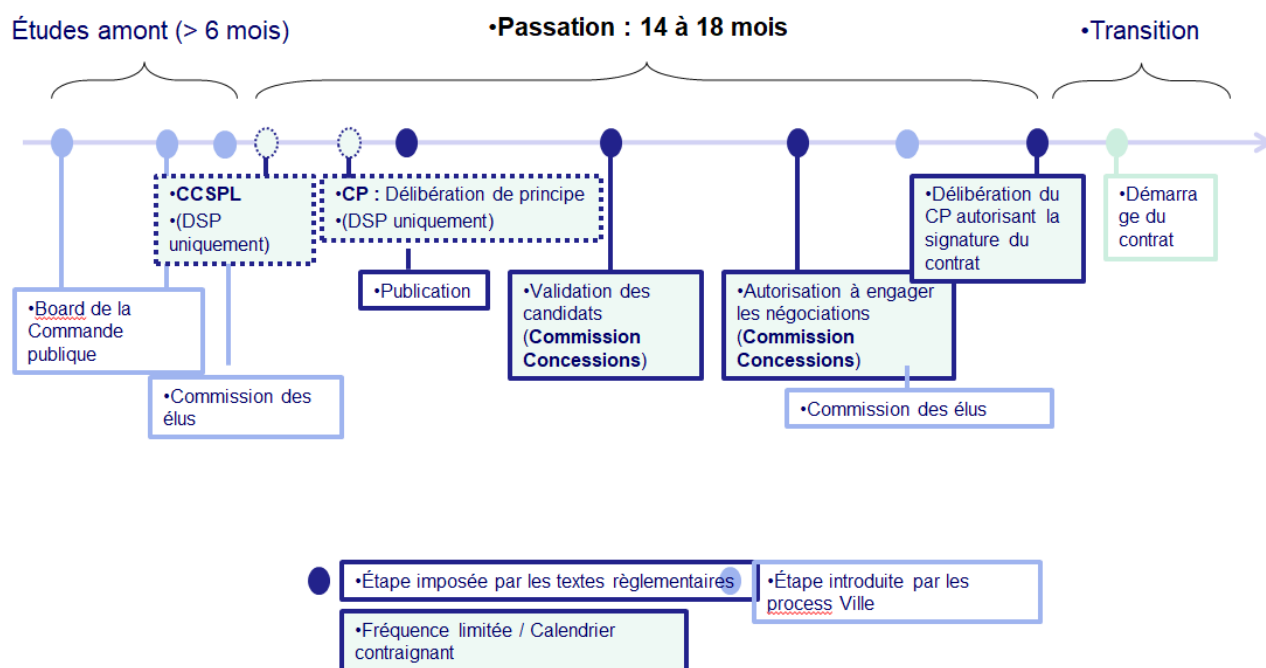 Études amont (> 6 mois)
•Passation : 14 à 18 mois
•Transition
•CCSPL
•(DSP
uniquement)
•CP : Délibération de principe
•(DSP uniquement)
•Délibération du
CP autorisant la
signature du
contrat
•Démarra
ge du
contrat
•Board de la
Commande
publique
•Publication
•Validation des
candidats
(Commission
Concessions)
•Autorisation à engager
les négociations
(Commission
Concessions)
•Commission des
élus
•Commission des élus
•Étape imposée par les textes règlementaires
•Étape introduite par les
process Ville
•Fréquence limitée / Calendrier
contraignant